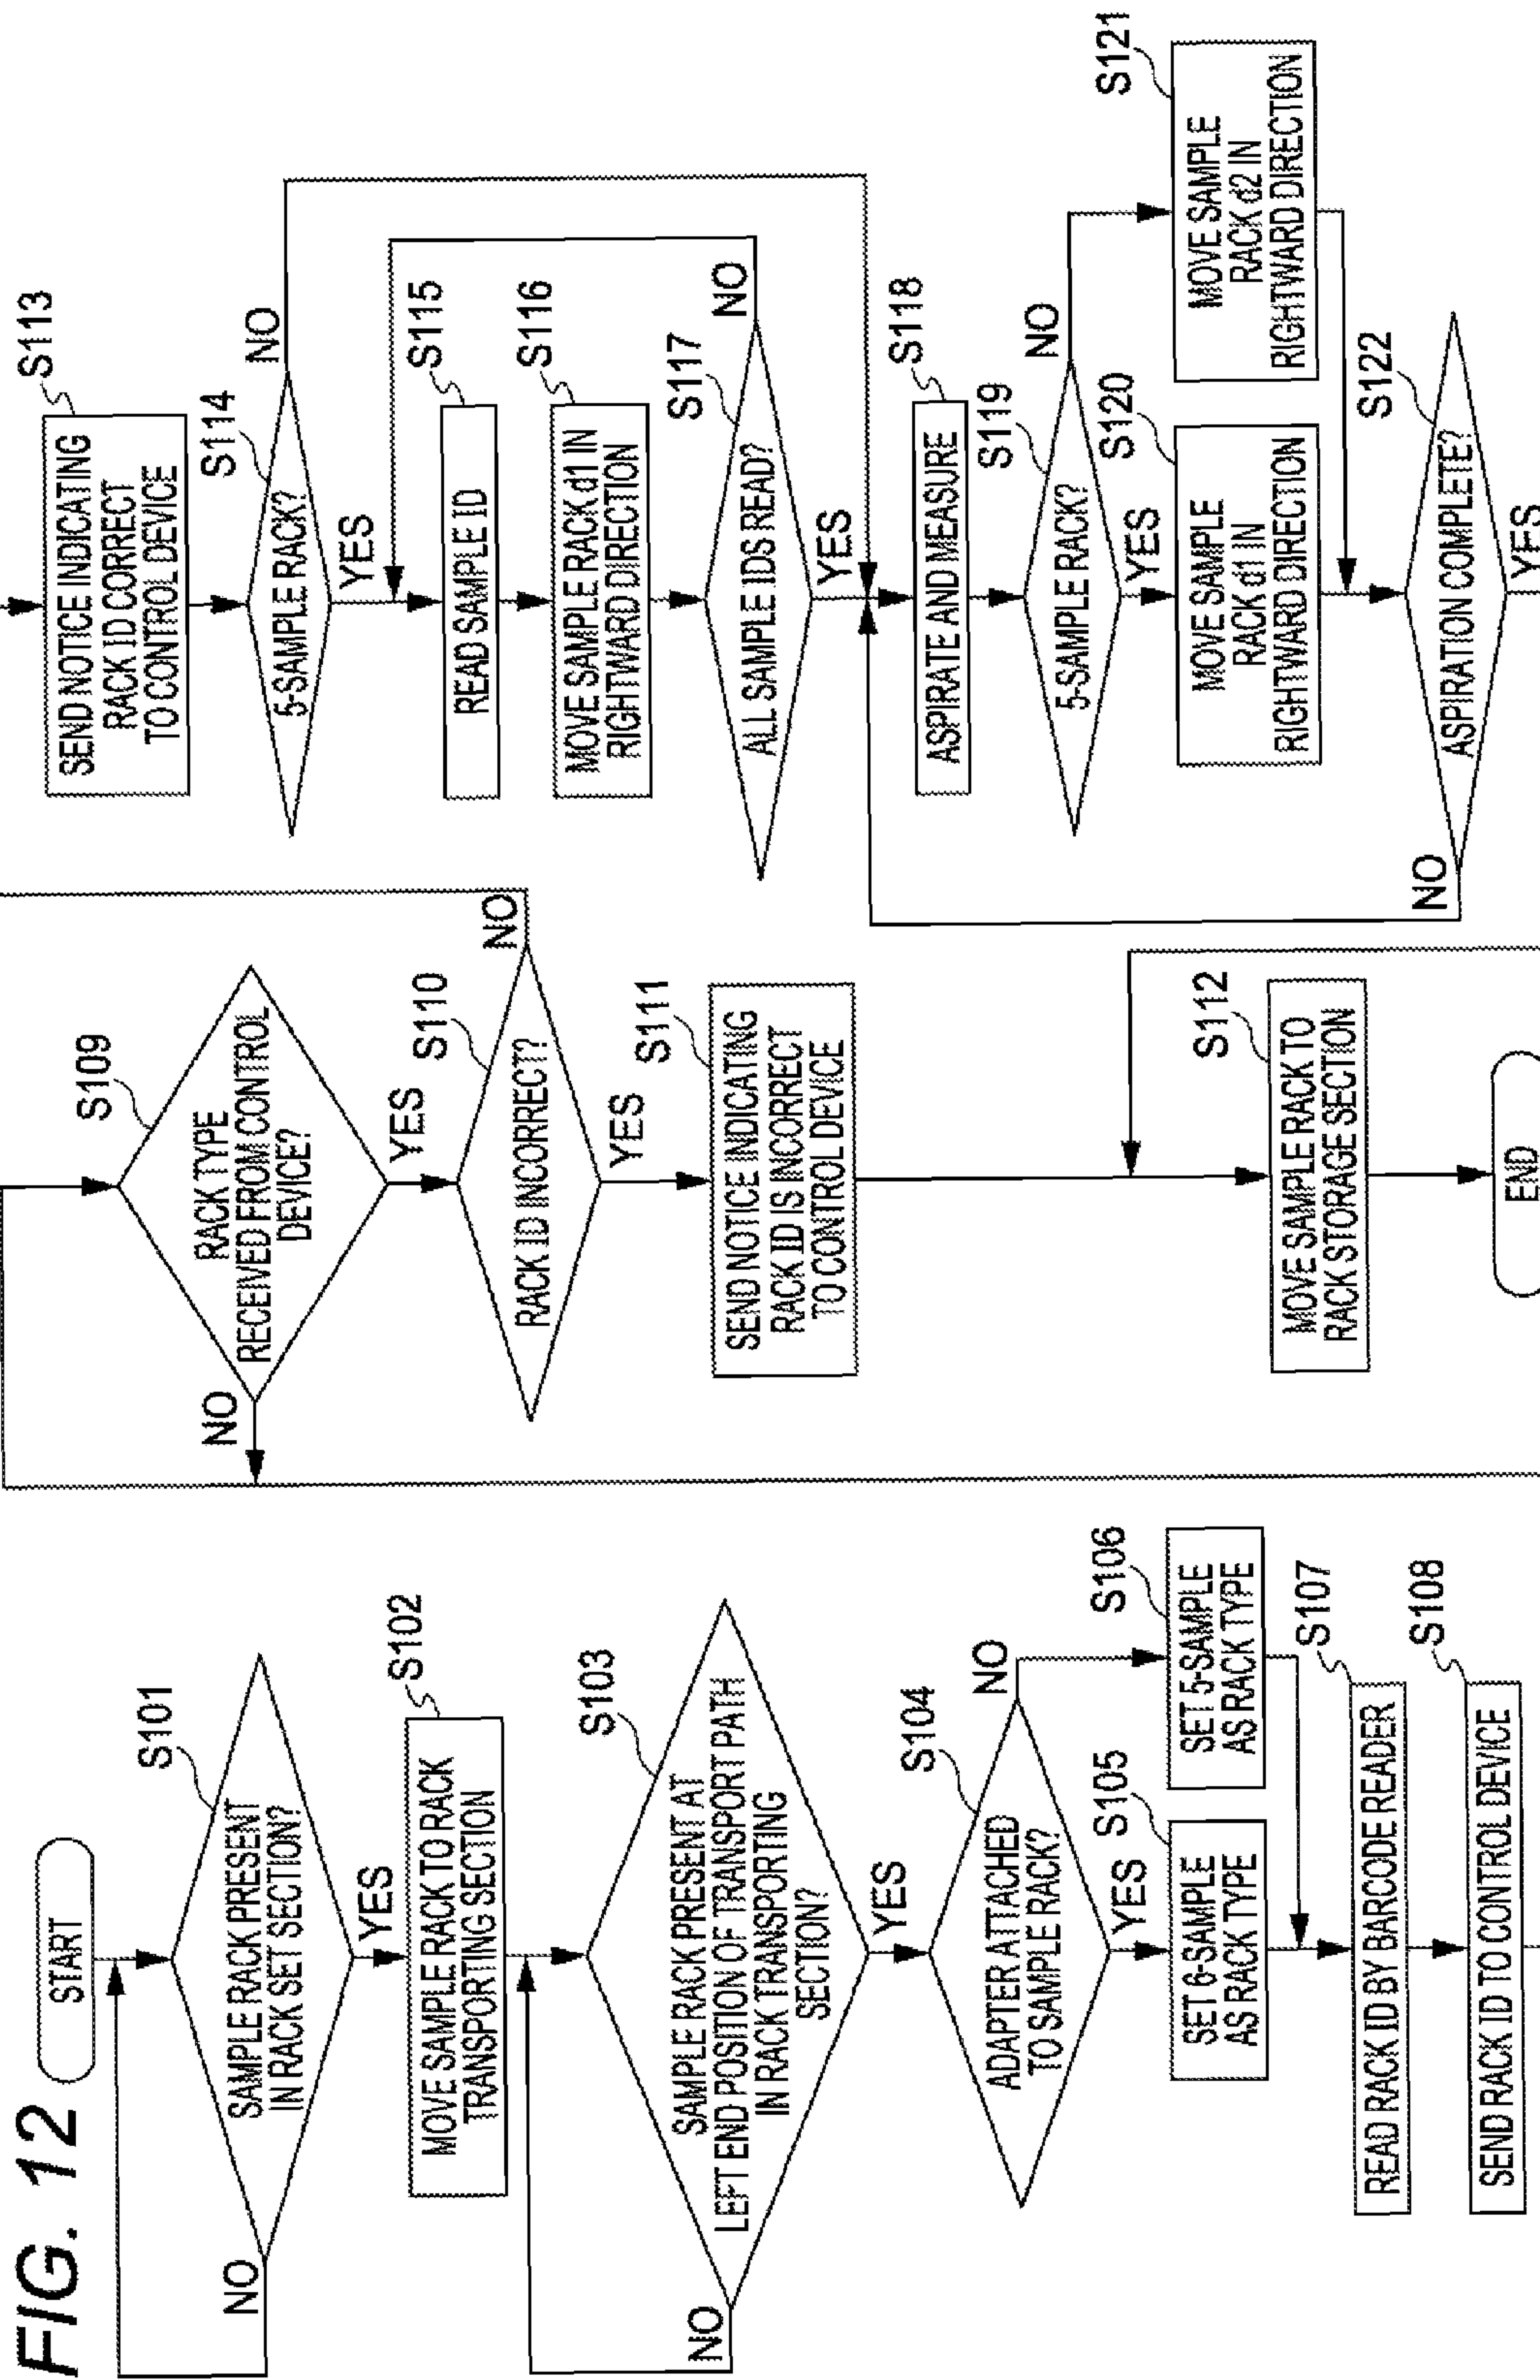 FIG. 12
START
S101
SAMPLE RACK PRESENT
IN RACK SET SECTION?
NO
YES
S102
MOVE SAMPLE RACK TO RACK
TRANSPORTING SECTION
S103
SAMPLE RACK PRESENT AT
LEFT END POSITION OF TRANSPORT PATH
IN RACK TRANSPORTING
SECTION?
NO
YES
S104
ADAPTER ATTACHED
TO SAMPLE RACK?
NO
YES
S105
SET 6-SAMPLE
AS RACK TYPE
S106
SET 5-SAMPLE
AS RACK TYPE
S107
READ RACK ID BY BARCODE READER
S108
SEND RACK ID TO CONTROL DEVICE
S109
RACK TYPE
RECEIVED FROM CONTROL
DEVICE?
NO
YES
S110
RACK ID INCORRECT?
NO
YES
S111
SEND NOTICE INDICATING
RACK ID IS INCORRECT
TO CONTROL DEVICE
S112
MOVE SAMPLE RACK TO
RACK STORAGE SECTION
END
S113
SEND NOTICE INDICATING
RACK ID CORRECT
TO CONTROL DEVICE
S114
5-SAMPLE RACK?
NO
YES
S115
READ SAMPLE ID
S116
MOVE SAMPLE RACK d1 IN
RIGHTWARD DIRECTION
S117
ALL SAMPLE IDS READ?
NO
YES
S118
ASPIRATE AND MEASURE
S119
5-SAMPLE RACK?
NO
YES
S120
MOVE SAMPLE
RACK d1 IN
RIGHTWARD DIRECTION
S121
MOVE SAMPLE
RACK d2 IN
RIGHTWARD DIRECTION
S122
ASPIRATION COMPLETE?
NO
YES